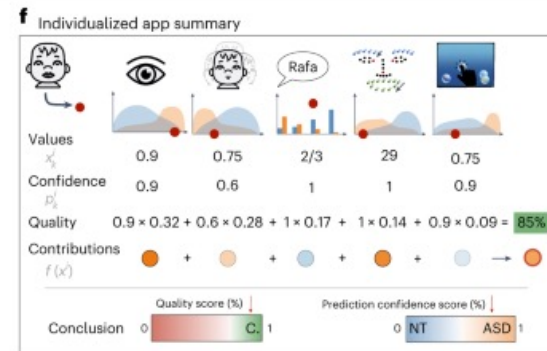 f Individualized app summary
Rafa
Values
x_k^i 0.9 0.75 2/3 29 0.75
Confidence
p_k^i 0.9 0.6 1 1 0.9
Quality 0.9 × 0.32 + 0.6 × 0.28 + 1 × 0.17 + 1 × 0.14 + 0.9 × 0.09 = 85%
Contributions + + + +
f (x^i)
Quality score (%) Prediction confidence score (%)
Conclusion 0 C. 1 0 NT ASD 1